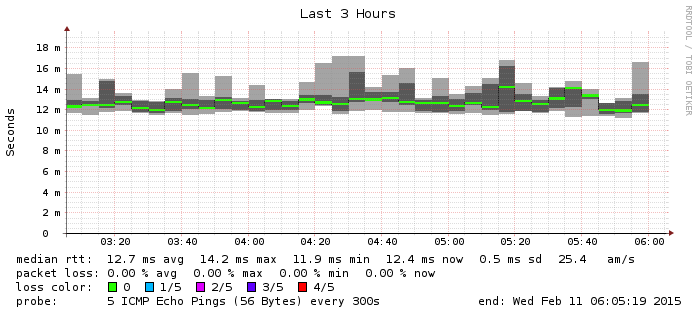 Last 3 Hours
RRDTOOL / TOBI OETIKER
Seconds
18 m
16 m
14 m
12 m
10 m
8 m
6 m
4 m
2 m
0
03:20 03:40 04:00 04:20 04:40 05:00 05:20 05:40 06:00
median rtt: 12.7 ms avg 14.2 ms max 11.9 ms min 12.4 ms now 0.5 ms sd 25.4 am/s
packet loss: 0.00 % avg 0.00 % max 0.00 % min 0.00 % now
loss color: 0 1/5 2/5 3/5 4/5
probe: 5 ICMP Echo Pings (56 Bytes) every 300s end: Wed Feb 11 06:05:19 2015